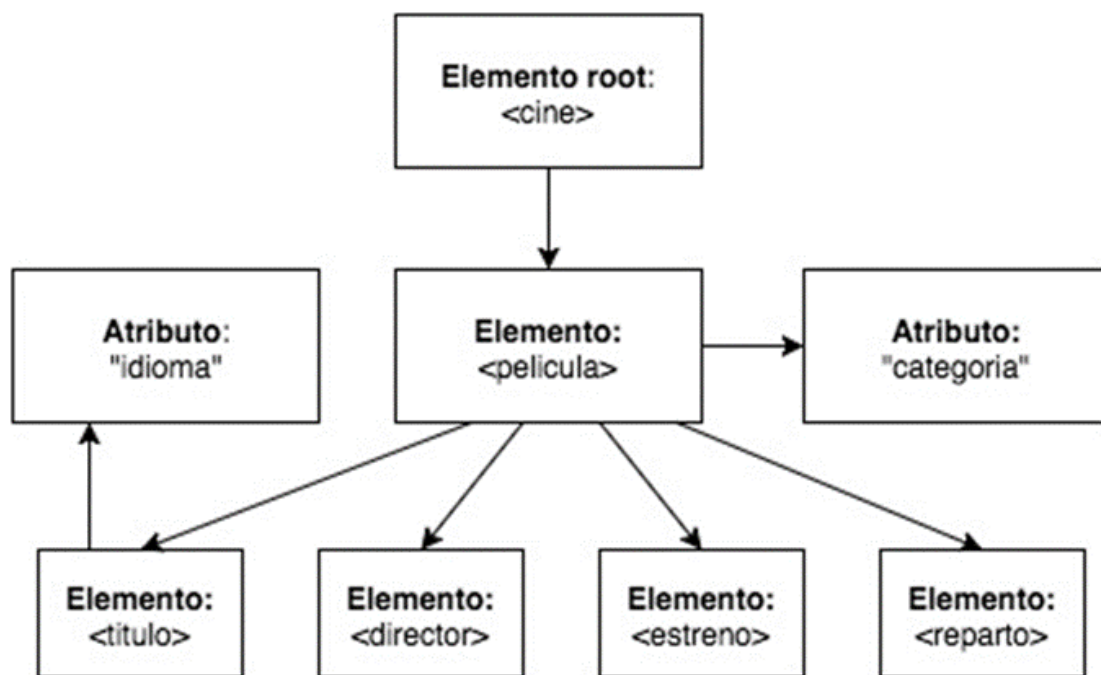 Elemento root:
<cine>
Atributo:
"idioma"
Elemento:
<pelicula>
Atributo:
"categoria"
Elemento:
<titulo>
Elemento:
<director>
Elemento:
<estreno>
Elemento:
<reparto>